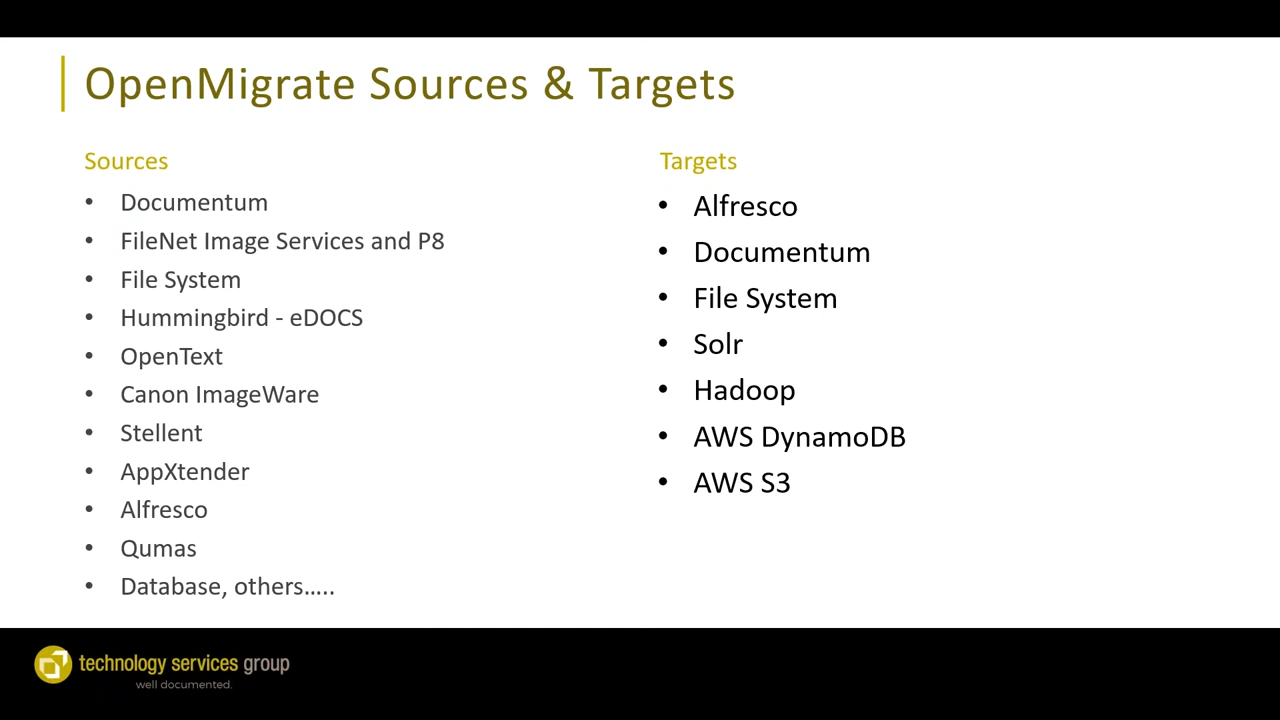 OpenMigrate Sources & Targets
Sources
• Documentum
• FileNet Image Services and P8
• File System
• Hummingbird - eDOCS
• OpenText
• Canon ImageWare
• Stellent
• AppXtender
• Alfresco
• Qumas
• Database, others…..
Targets
• Alfresco
• Documentum
• File System
• Solr
• Hadoop
• AWS DynamoDB
• AWS S3
technology services group
well documented.